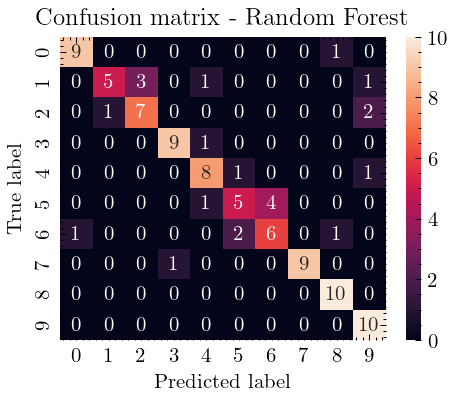 Confusion matrix - Random Forest
0 9 0 0 0 0 0 0 0 1 0
1 0 5 3 0 1 0 0 0 0 1
2 0 1 7 0 0 0 0 0 0 2
3 0 0 0 9 1 0 0 0 0 0
4 0 0 0 0 8 1 0 0 0 1
5 0 0 0 0 1 5 4 0 0 0
6 1 0 0 0 0 2 6 0 1 0
7 0 0 0 1 0 0 0 9 0 0
8 0 0 0 0 0 0 0 0 10 0
9 0 0 0 0 0 0 0 0 0 10
0 1 2 3 4 5 6 7 8 9
Predicted label
True label
10
8
6
4
2
0